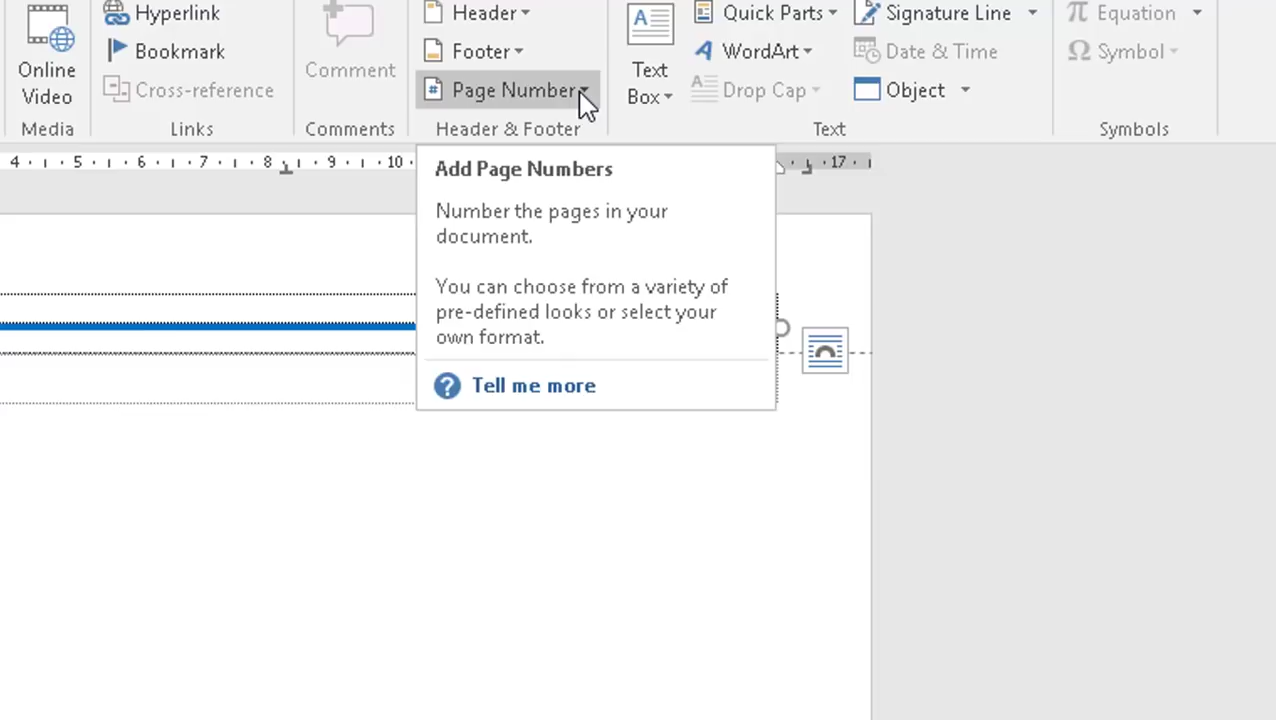 Hyperlink
Bookmark
Cross-reference
Online
Video
Media
Links
Comment
Comments
Header
Footer
Page Number
Header & Footer
Text
Box
Quick Parts
WordArt
Drop Cap
Signature Line
Date & Time
Object
Text
Equation
Symbol
Symbols
4 5 6 7 8 9 10 17
Add Page Numbers
Number the pages in your
document.
You can choose from a variety of
pre-defined looks or select your
own format.
Tell me more